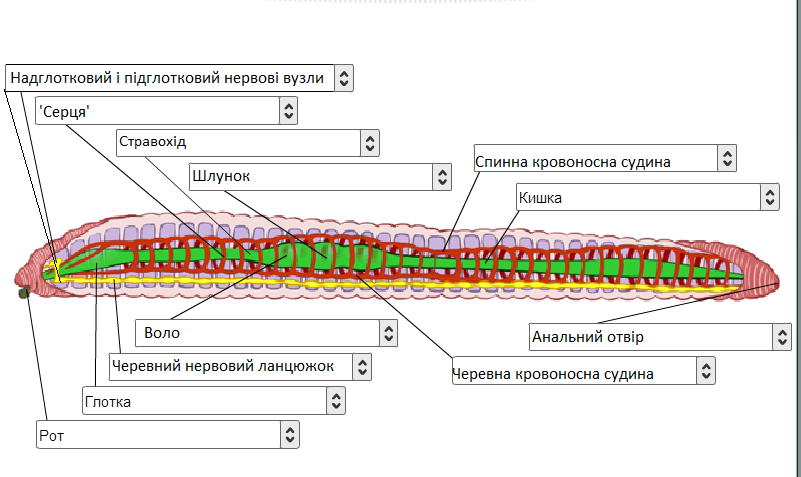 Надглотковий і підглотковий нервові вузли
'Серця'
Стравохід
Шлунок
Спинна кровоносна судина
Кишка
Воло
Анальний отвір
Черевний нервовий ланцюжок
Черевна кровоносна судина
Глотка
Рот